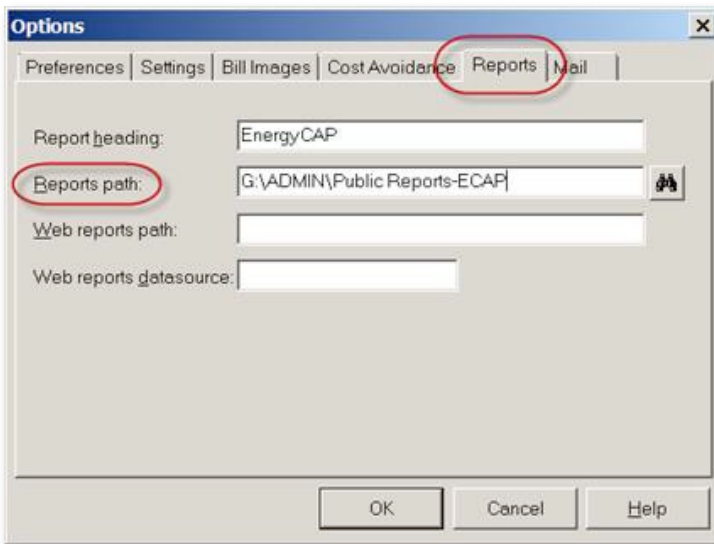 Options
Preferences Settings Bill Images Cost Avoidance Reports Mail
Report heading: EnergyCAP
Reports path: G:\ADMIN\Public Reports-ECAP
Web reports path:
Web reports datasource:
OK Cancel Help